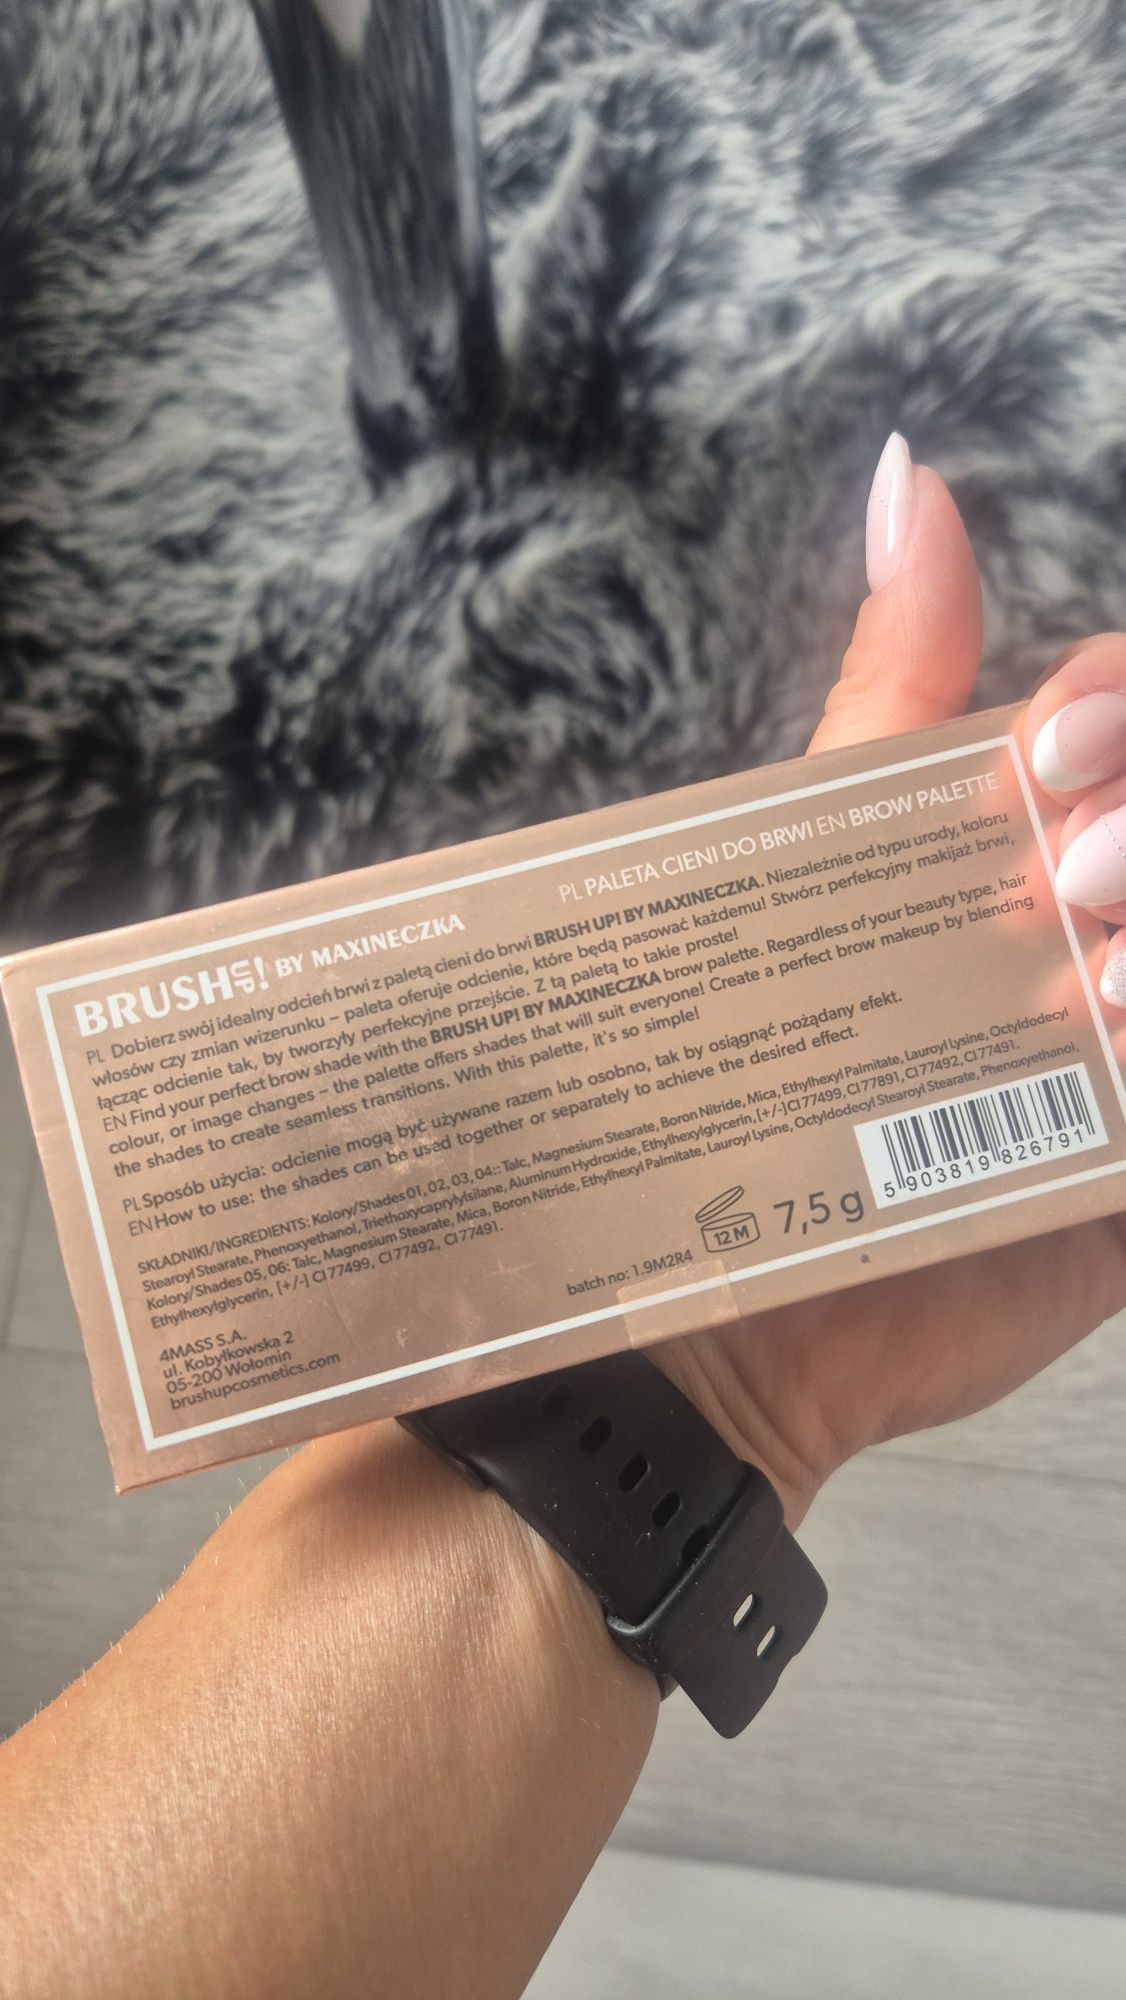 BRUSH UP! BY MAXINECZKA
PL PALETA CIENI DO BRWI EN BROW PALETTE
PL Dobierz swój idealny odcień brwi z paletą cieni do brwi BRUSH UP! BY MAXINECZKA. Niezależnie od typu urody, koloru
włosów czy zmian wizerunku – paleta oferuje odcienie, które będą pasować każdemu! Stwórz perfekcyjny makijaż brwi,
łącząc odcienie tak, by tworzyły perfekcyjne przejście. Z tą paletą to takie proste!
EN Find your perfect brow shade with the BRUSH UP! BY MAXINECZKA brow palette. Regardless of your beauty type, hair
colour, or image changes – the palette offers shades that will suit everyone! Create a perfect brow makeup by blending
the shades to create seamless transitions. With this palette, it's so simple!
PL Sposób użycia: odcienie mogą być używane razem lub osobno, tak by osiągnąć pożądany efekt.
EN How to use: the shades can be used together or separately to achieve the desired effect.
SKŁADNIKI/INGREDIENTS: Kolory/Shades 01, 02, 03, 04:: Talc, Magnesium Stearate, Boron Nitride, Mica, Ethylhexyl Palmitate, Lauroyl Lysine, Octyldodecyl
Stearoyl Stearate, Phenoxyethanol, Triethoxycaprylylsilane, Aluminum Hydroxide, Ethylhexylglycerin, [+/-] CI 77499, CI 77891, CI 77492, CI 77491.
Kolory/Shades 05, 06: Talc, Magnesium Stearate, Mica, Boron Nitride, Ethylhexyl Palmitate, Lauroyl Lysine, Octyldodecyl Stearoyl Stearate, Phenoxyethanol,
Ethylhexylglycerin, [+/-] CI 77499, CI 77492, CI 77491.
4MASS S.A.
ul. Kobyłkowska 2
05-200 Wołomin
brushupcosmetics.com
batch no: 1.9M2R4
12M
7,5 g
5 903819 826791